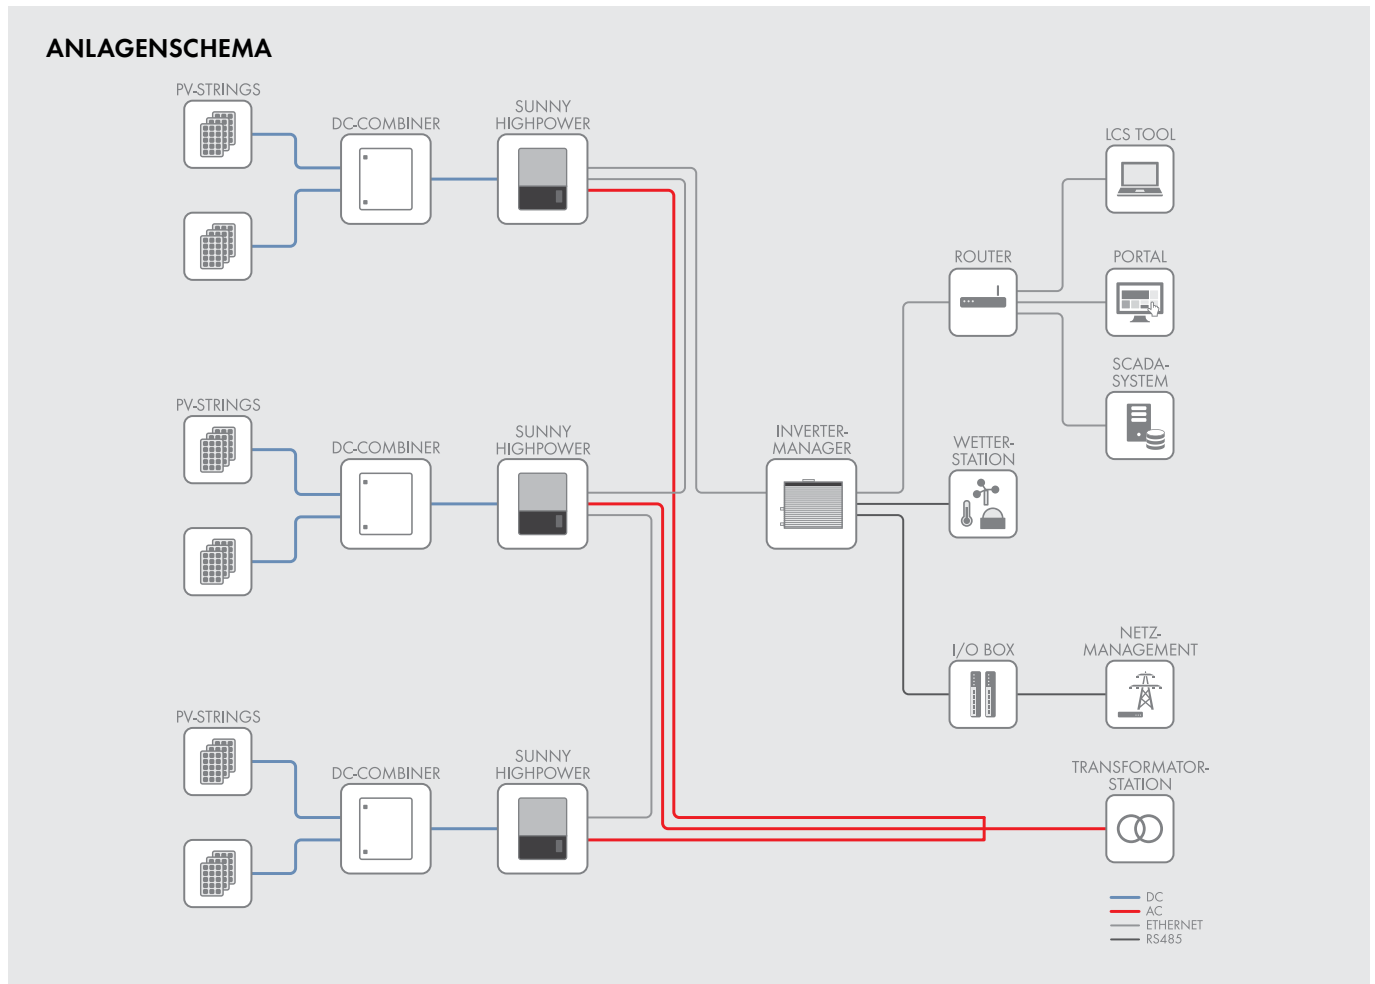 ANLAGENSCHEMA
PV-STRINGS
DC-COMBINER
SUNNY
HIGHPOWER
LCS TOOL
ROUTER
PORTAL
SCADA-
SYSTEM
PV-STRINGS
DC-COMBINER
SUNNY
HIGHPOWER
INVERTER-
MANAGER
WETTER-
STATION
I/O BOX
NETZ-
MANAGEMENT
PV-STRINGS
DC-COMBINER
SUNNY
HIGHPOWER
TRANSFORMATOR-
STATION
DC
AC
ETHERNET
RS485